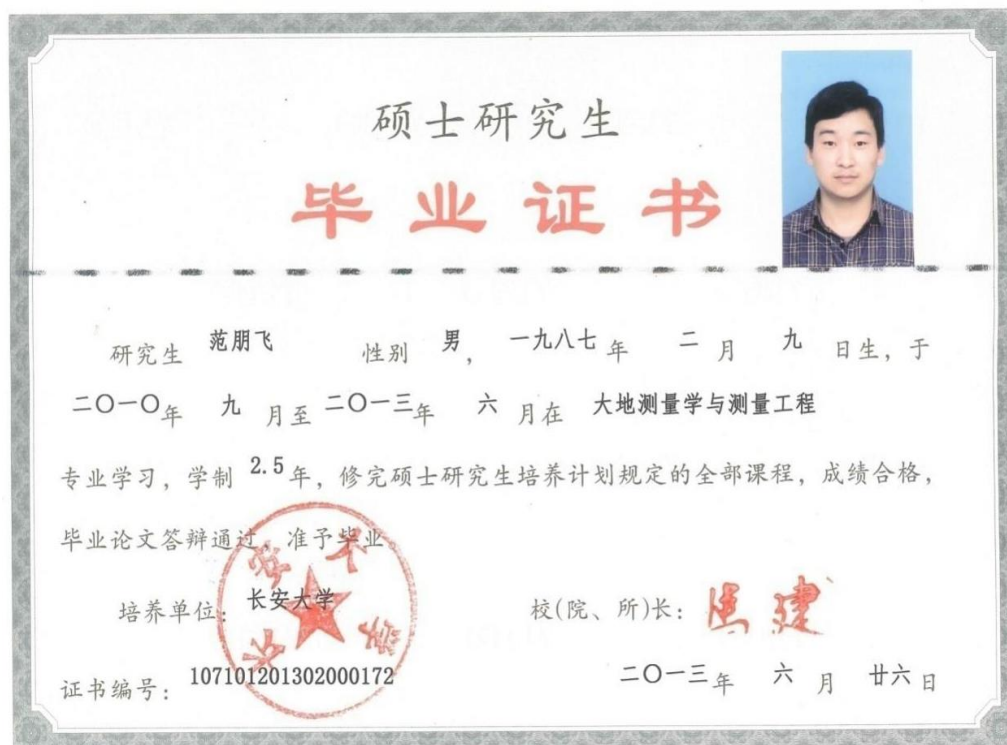 硕士研究生
毕业证书
研究生 范朋飞 性别 男, 一九八七年 二月 九日生, 于
二〇一〇年 九月至二〇一三年 六月在 大地测量学与测量工程
专业学习, 学制 2.5年, 修完硕士研究生培养计划规定的全部课程, 成绩合格,
毕业论文答辩通过, 准予毕业。
培养单位: 长安大学 校(院、所)长:
长安大学
证书编号: 107101201302000172 二〇一三年 六月 廿六日